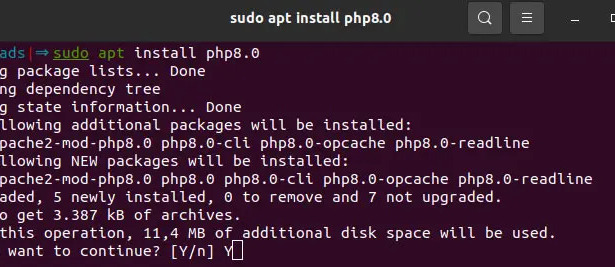 sudo apt install php8.0
ads|⇒ sudo apt install php8.0
g package lists... Done
ng dependency tree
g state information... Done
llowing additional packages will be installed:
pache2-mod-php8.0 php8.0-cli php8.0-opcache php8.0-readline
llowing NEW packages will be installed:
pache2-mod-php8.0 php8.0 php8.0-cli php8.0-opcache php8.0-readline
aded, 5 newly installed, 0 to remove and 7 not upgraded.
o get 3.387 kB of archives.
this operation, 11,4 MB of additional disk space will be used.
want to continue? [Y/n] Y